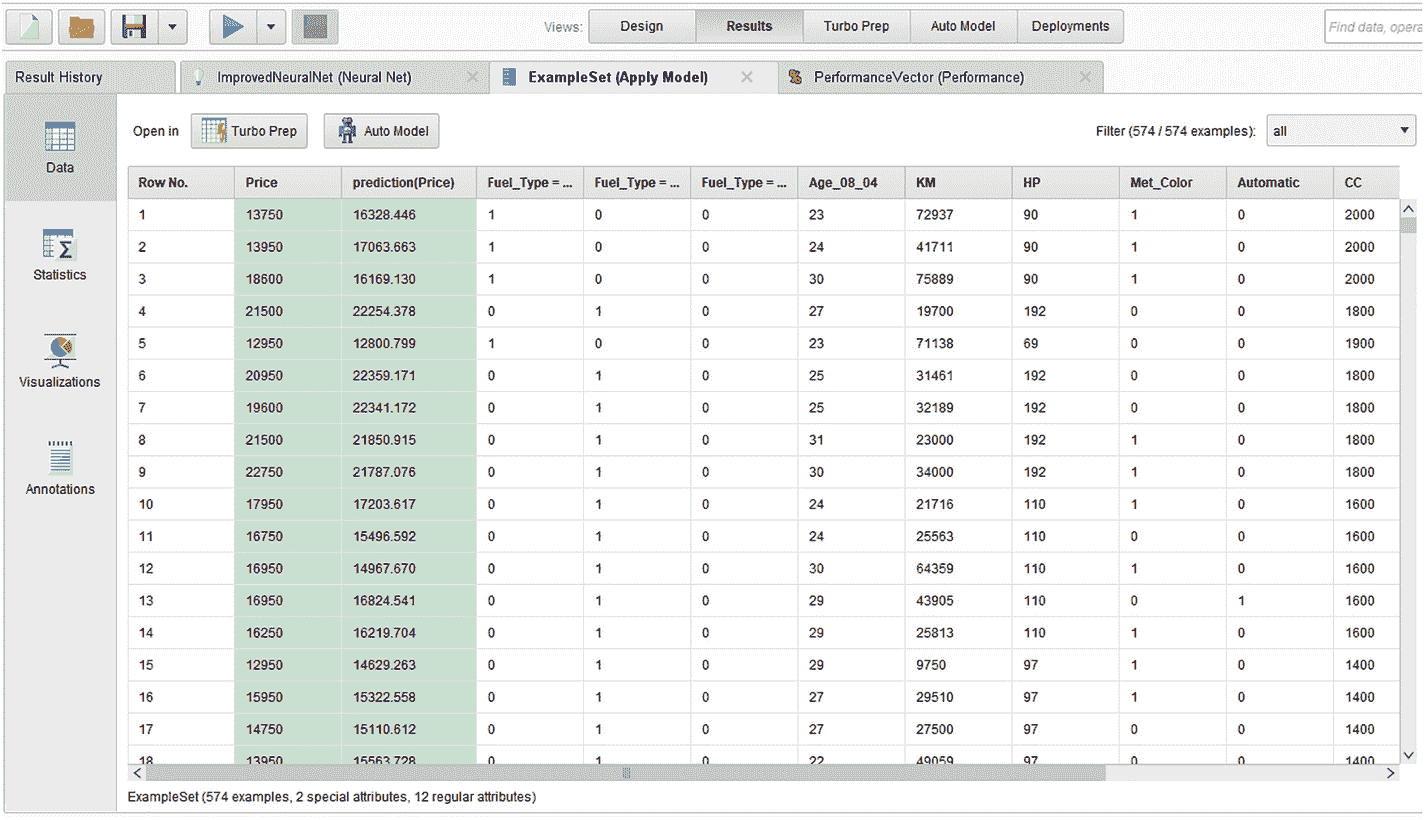 Views: Design Results Turbo Prep Auto Model Deployments Find data, opera
Result History ImprovedNeuralNet (Neural Net) ExampleSet (Apply Model) PerformanceVector (Performance)
Open in Turbo Prep Auto Model Filter (574 / 574 examples): all
Data
Statistics
Visualizations
Annotations
Row No. Price prediction(Price) Fuel_Type = ... Fuel_Type = ... Fuel_Type = ... Age_08_04 KM HP Met_Color Automatic CC
1 13750 16328.446 1 0 0 23 72937 90 1 0 2000
2 13950 17063.663 1 0 0 24 41711 90 1 0 2000
3 18600 16169.130 1 0 0 30 75889 90 1 0 2000
4 21500 22254.378 0 1 0 27 19700 192 0 0 1800
5 12950 12800.799 1 0 0 23 71138 69 0 0 1900
6 20950 22359.171 0 1 0 25 31461 192 0 0 1800
7 19600 22341.172 0 1 0 25 32189 192 0 0 1800
8 21500 21850.915 0 1 0 31 23000 192 1 0 1800
9 22750 21787.076 0 1 0 30 34000 192 1 0 1800
10 17950 17203.617 0 1 0 24 21716 110 1 0 1600
11 16750 15496.592 0 1 0 24 25563 110 0 0 1600
12 16950 14967.670 0 1 0 30 64359 110 1 0 1600
13 16950 16824.541 0 1 0 29 43905 110 0 1 1600
14 16250 16219.704 0 1 0 29 25813 110 1 0 1600
15 12950 14629.263 0 1 0 29 9750 97 1 0 1400
16 15950 15322.558 0 1 0 27 29510 97 1 0 1400
17 14750 15110.612 0 1 0 27 27500 97 0 0 1400
18 13950 15563.728 0 1 0 22 49059 97 0 0 1400
ExampleSet (574 examples, 2 special attributes, 12 regular attributes)